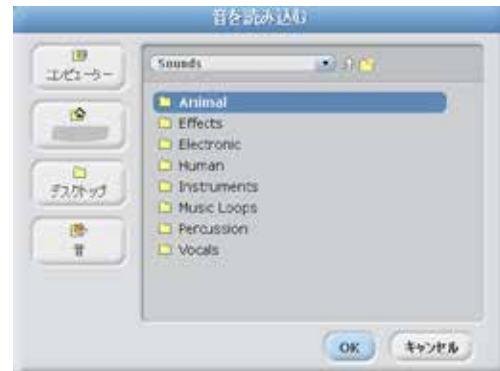 音を読み込む
コンピューター
デスクトップ
音
Sounds
Animal
Effects
Electronic
Human
Instruments
Music Loops
Percussion
Vocals
OK
キャンセル